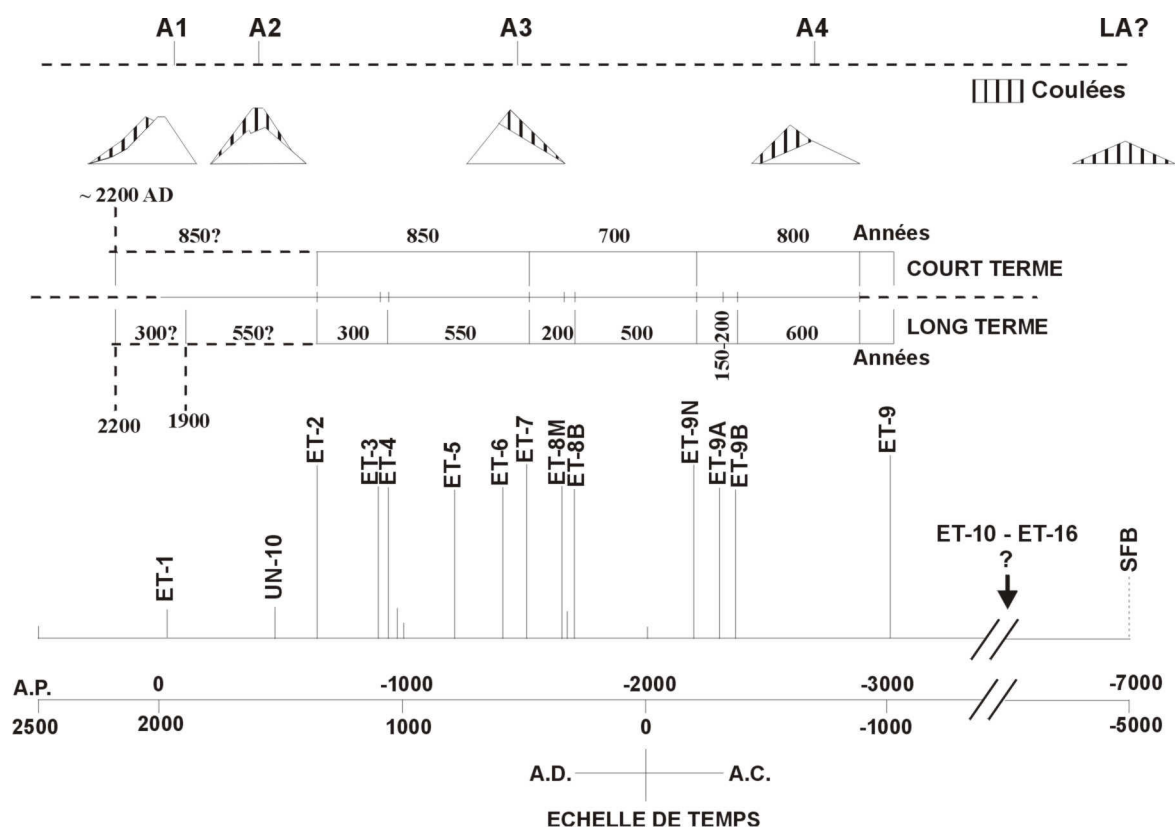 A1 A2 A3 A4 LA?
Coulées
~ 2200 AD
850? 850 700 800 Années
COURT TERME
300? 550? 300 550 200 500 150-200 600 LONG TERME
Années
2200 1900
ET-1 UN-10 ET-2 ET-3 ET-4 ET-5 ET-6 ET-7 ET-8M ET-8B ET-9N ET-9A ET-9B ET-9 SFB
ET-10 - ET-16
?
A.P. 0 -1000 -2000 -3000 -7000
2500 2000 1000 0 -1000 -5000
A.D. A.C.
ECHELLE DE TEMPS